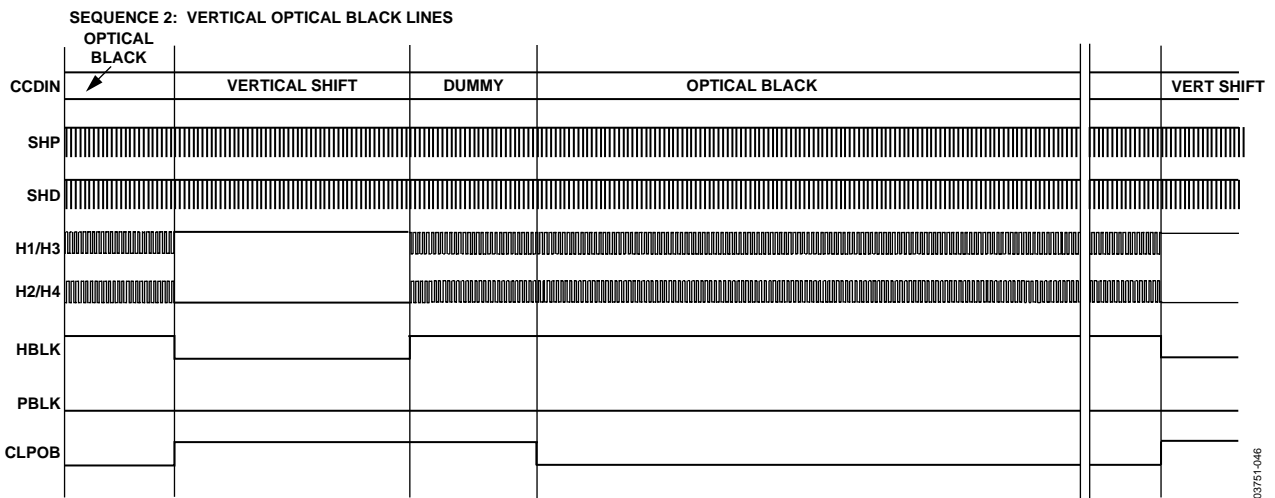 SEQUENCE 2: VERTICAL OPTICAL BLACK LINES
OPTICAL
BLACK
CCDIN
VERTICAL SHIFT
DUMMY
OPTICAL BLACK
VERT SHIFT
SHP
SHD
H1/H3
H2/H4
HBLK
PBLK
CLPOB
03751-046